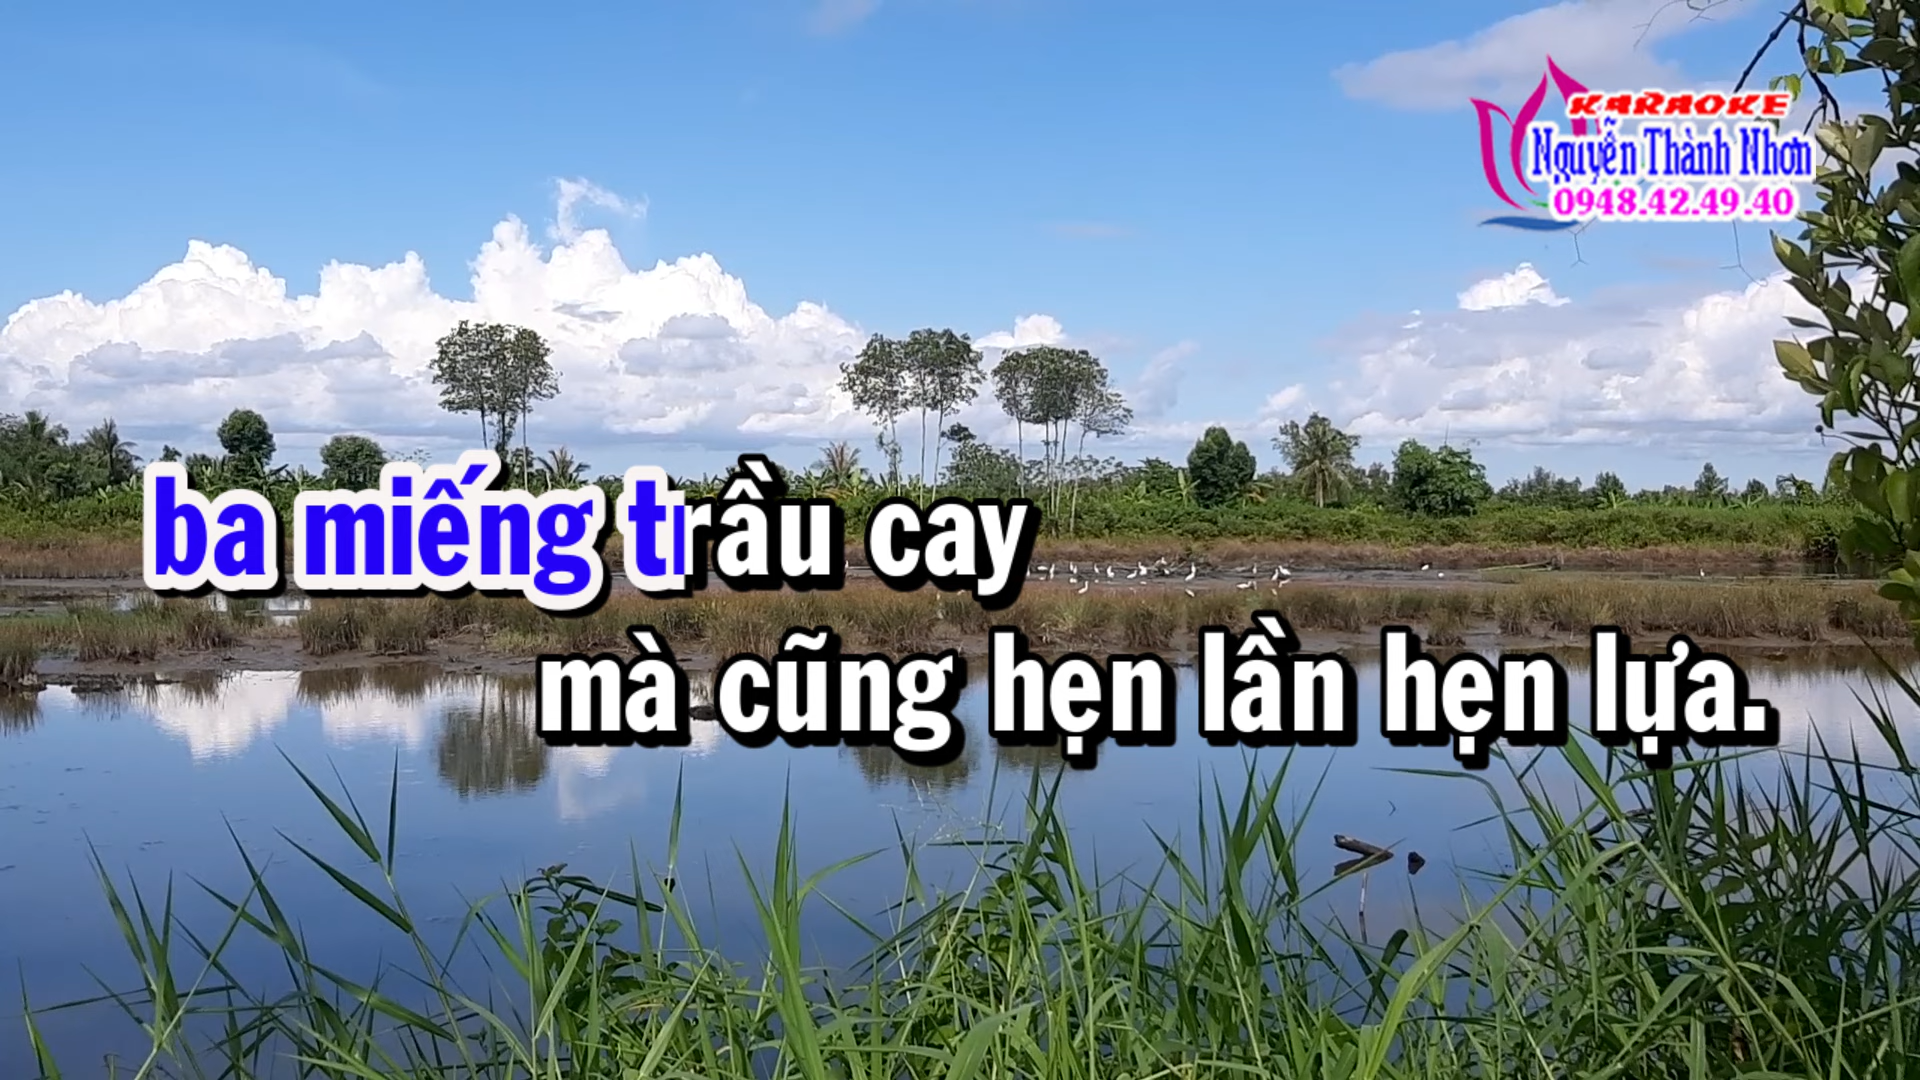 KARAOKE
Nguyễn Thành Nhơn
0948.42.49.40
ba miếng trầu cay
mà cũng hẹn lần hẹn lựa.